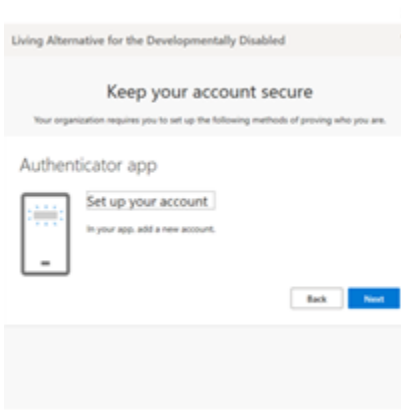 Living Alternative for the Developmentally Disabled
Keep your account secure
Your organization requires you to set up the following methods of proving who you are.
Authenticator app
Set up your account
In your app, add a new account.
Back Next